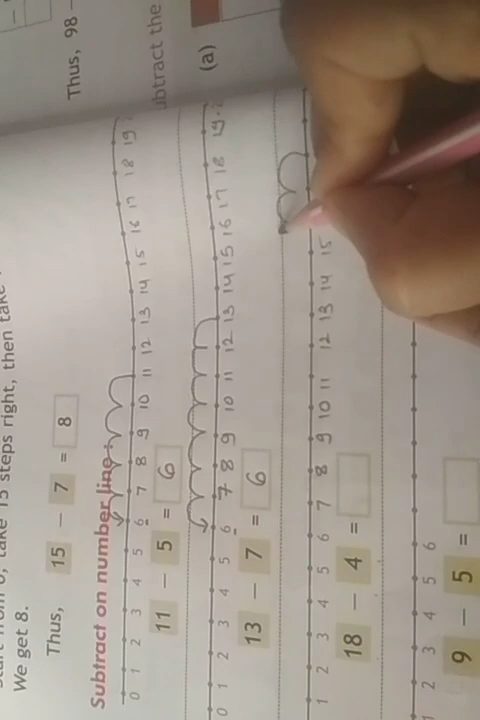 We get 8.
Thus, 15 − 7 = 8
Subtract on number line:
0 1 2 3 4 5 6 7 8 9 10 11 12 13 14 15 16 17 18 19
11 − 5 = 6
0 1 2 3 4 5 6 7 8 9 10 11 12 13 14 15 16 17 18 19
13 − 7 = 6
1 2 3 4 5 6 7 8 9 10 11 12 13 14 15
18 − 4 =
1 2 3 4 5 6
9 − 5 =
Thus, 98 −
(a)